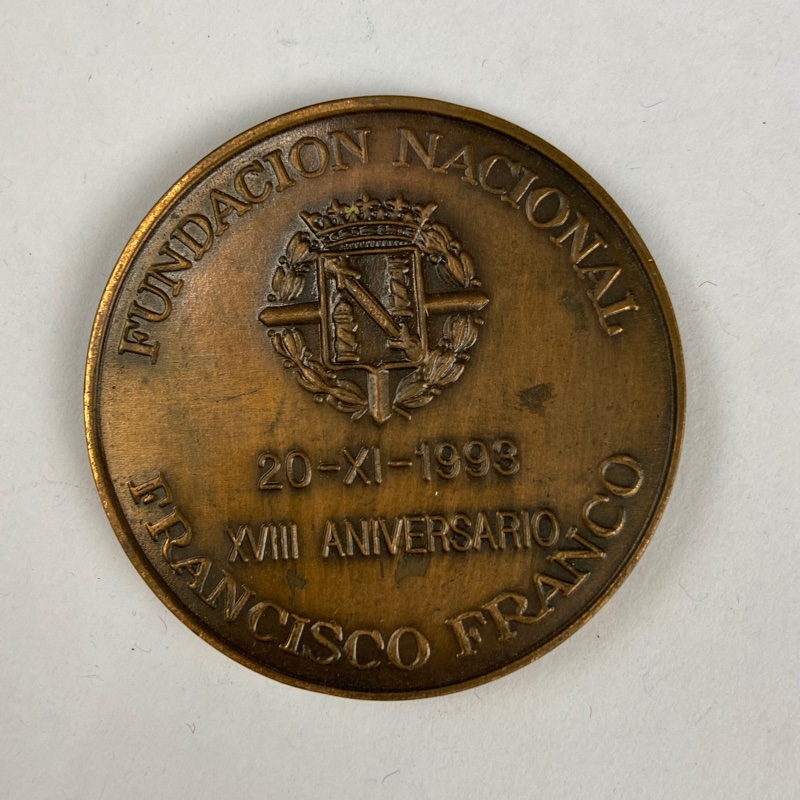 FUNDACION NACIONAL
20-XI-1993
XVIII ANIVERSARIO
FRANCISCO FRANCO